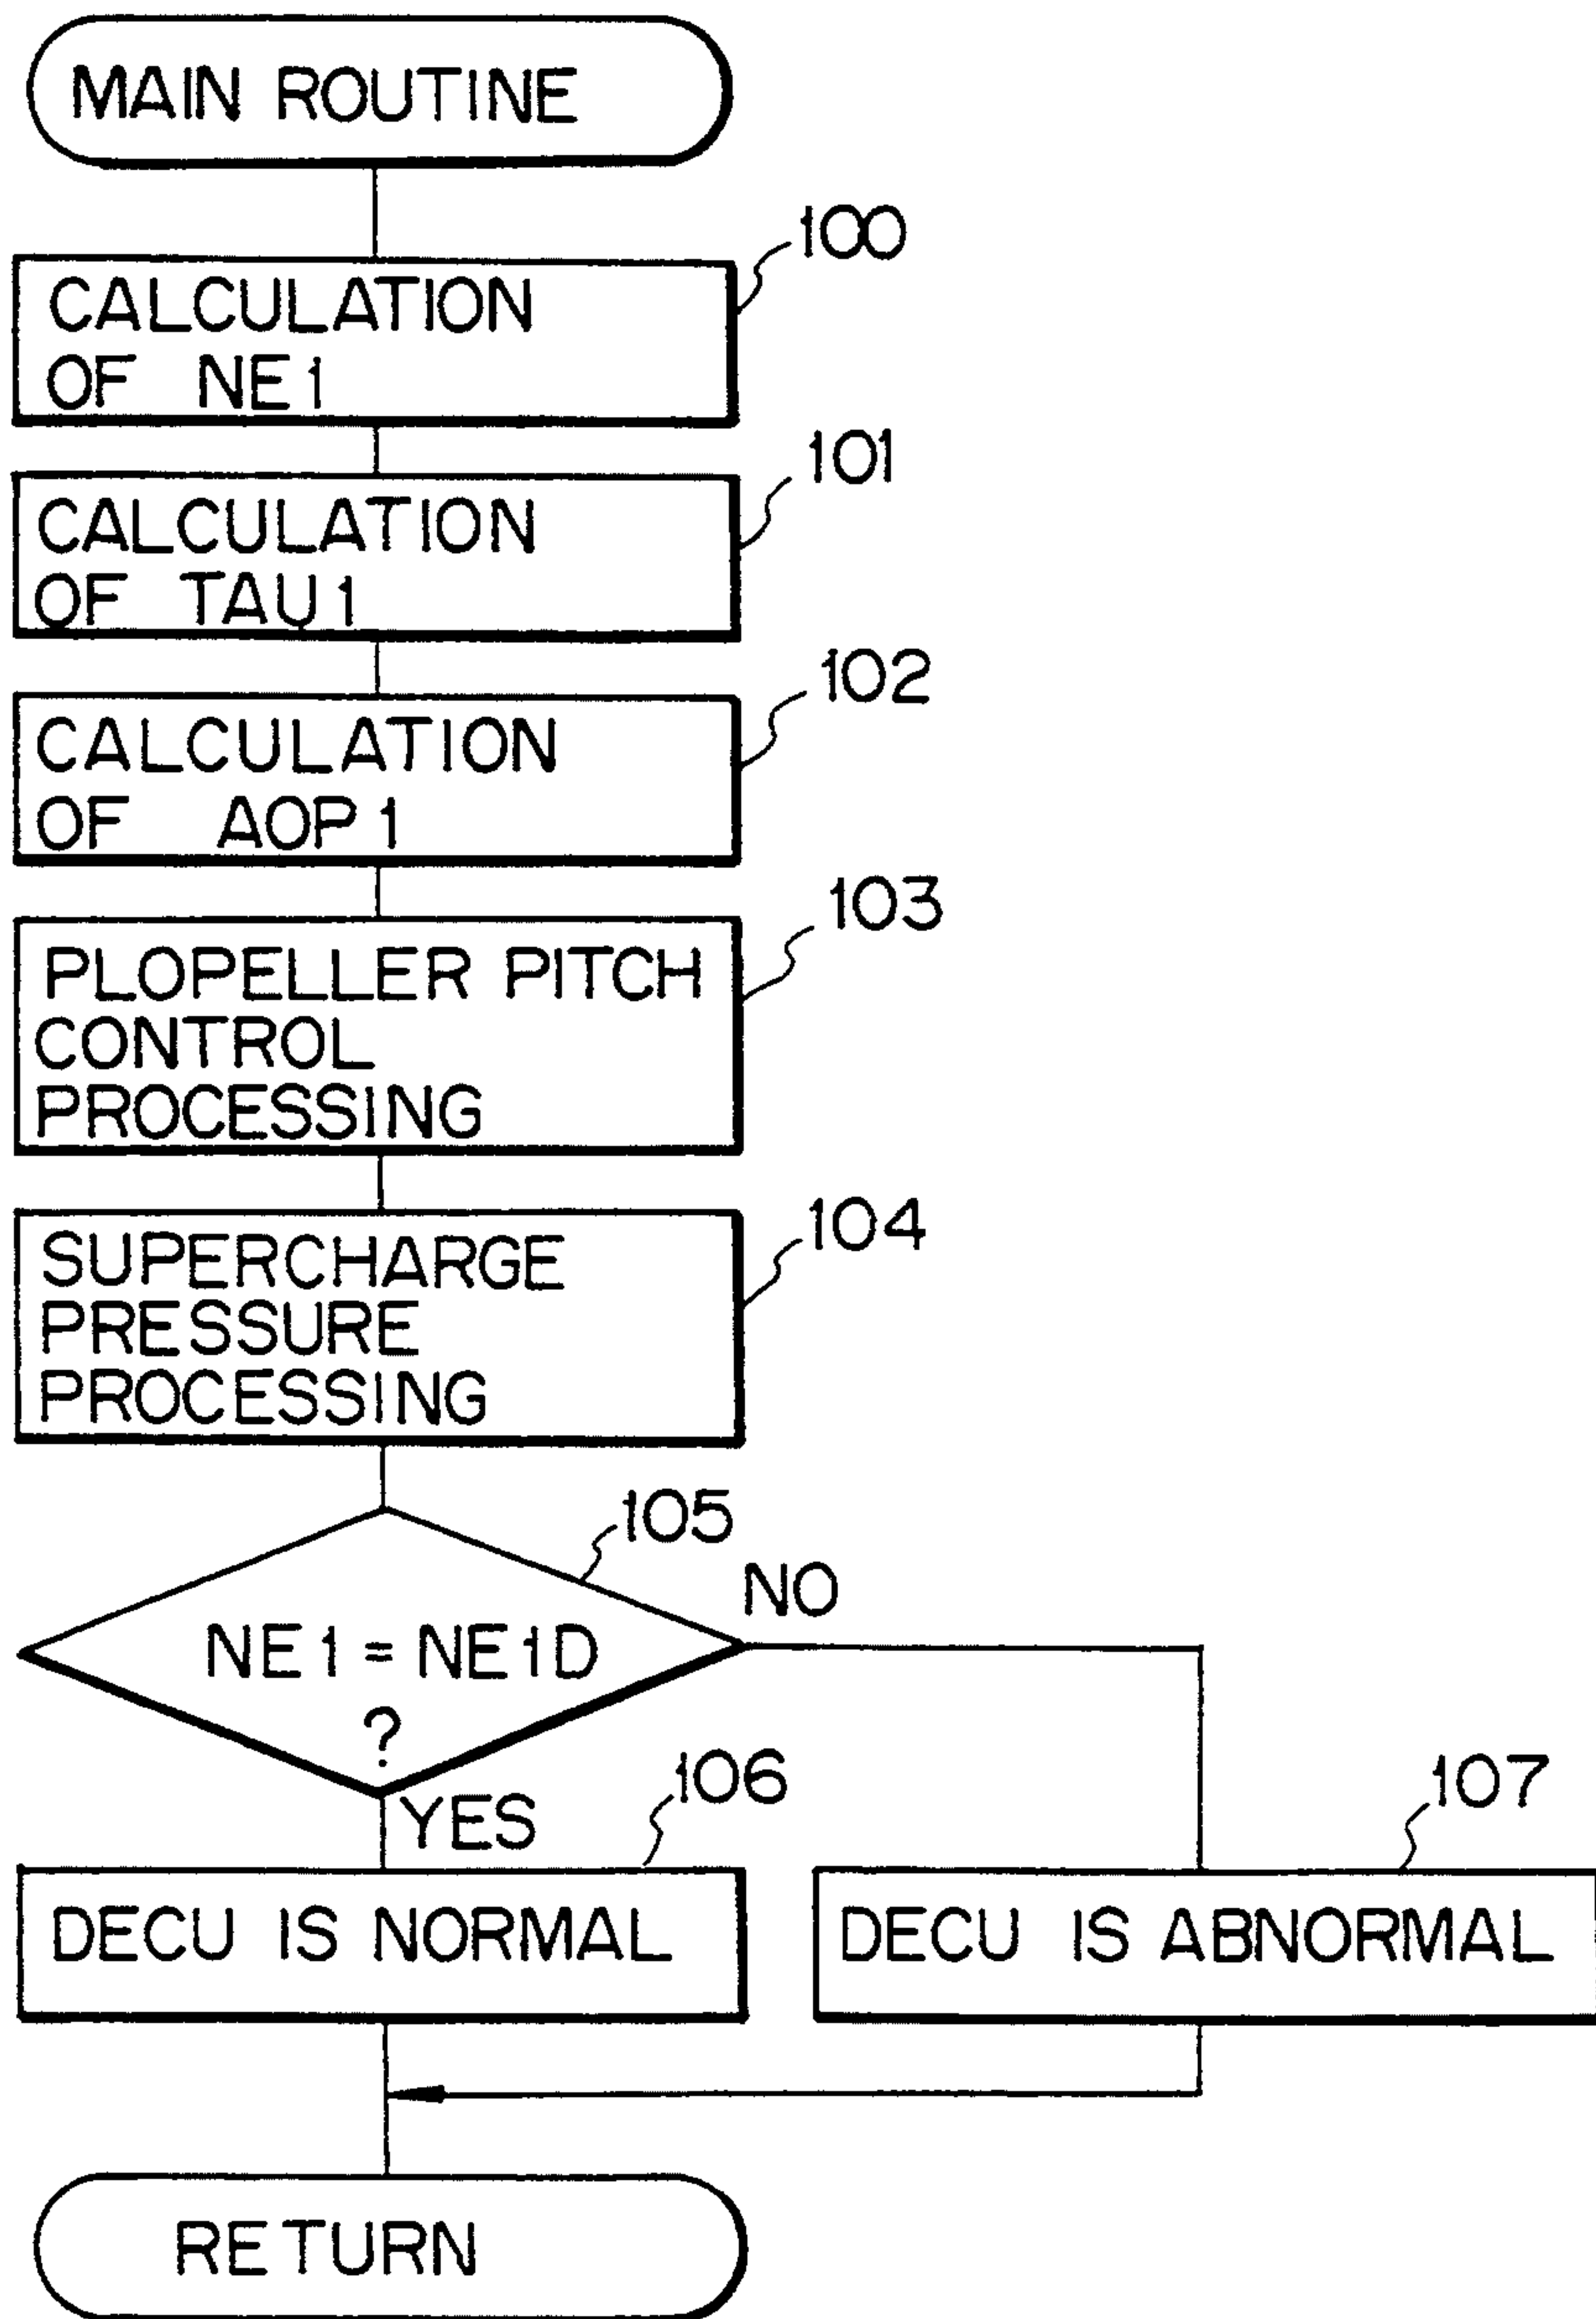 MAIN ROUTINE
100
CALCULATION
OF NE1
101
CALCULATION
OF TAU1
102
CALCULATION
OF AOP1
103
PLOPELLER PITCH
CONTROL
PROCESSING
104
SUPERCHARGE
PRESSURE
PROCESSING
105
NO
NE1 = NE1D
?
YES
106
107
DECU IS NORMAL
DECU IS ABNORMAL
RETURN